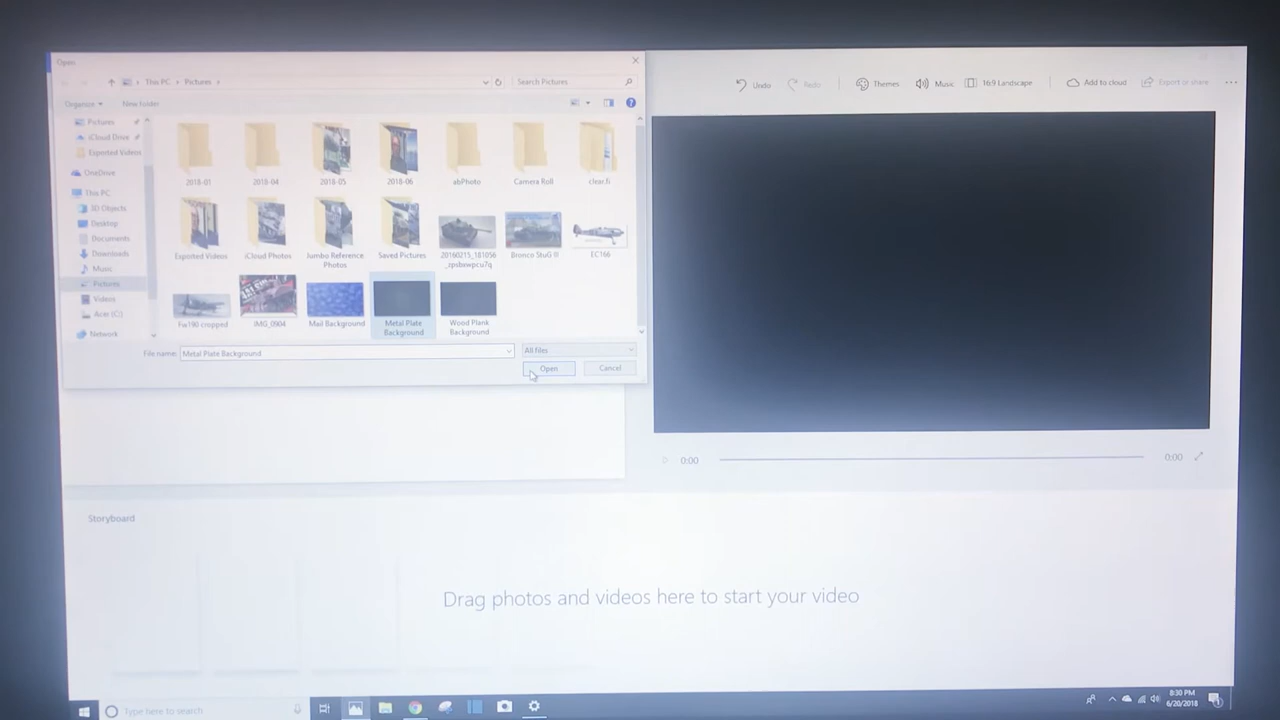 Open
This PC > Pictures >
Search Pictures
Organize
New folder
Pictures
iCloud Drive
Exported Videos
OneDrive
This PC
3D Objects
Desktop
Documents
Downloads
Music
Pictures
Videos
Acer (C:)
Network
2018-01
2018-04
2018-05
2018-06
abPhoto
Camera Roll
clear.fi
Exported Videos
iCloud Photos
Jumbo Reference
Photos
Saved Pictures
20160215_181056
_zpsbxwpcu7q
Bronco StuG III
EC166
Fw190 cropped
IMG_0904
Mail Background
Metal Plate
Background
Wood Plank
Background
File name: Metal Plate Background
All files
Open
Cancel
Undo
Redo
Themes
Music
16:9 Landscape
Add to cloud
Export or share
0:00
0:00
Storyboard
Drag photos and videos here to start your video
Type here to search
8:30 PM
6/20/2018